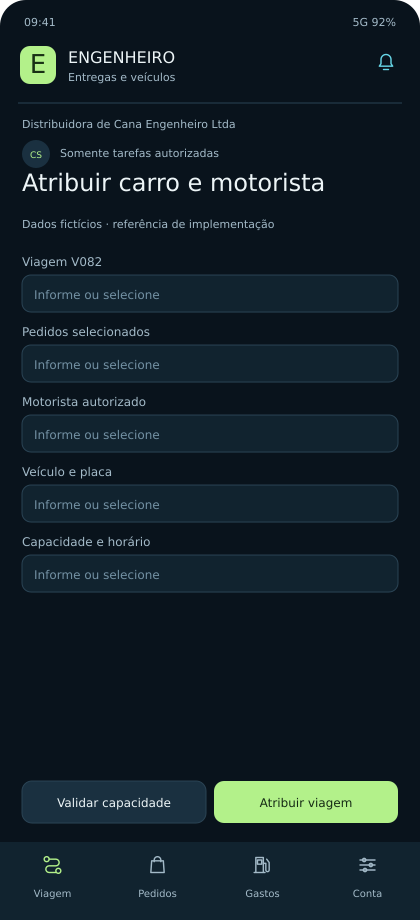 09:41 5G 92%
E ENGENHEIRO
Entregas e veículos
Distribuidora de Cana Engenheiro Ltda
CS Somente tarefas autorizadas
Atribuir carro e motorista
Dados fictícios · referência de implementação
Viagem V082
Informe ou selecione
Pedidos selecionados
Informe ou selecione
Motorista autorizado
Informe ou selecione
Veículo e placa
Informe ou selecione
Capacidade e horário
Informe ou selecione
Validar capacidade Atribuir viagem
Viagem Pedidos Gastos Conta